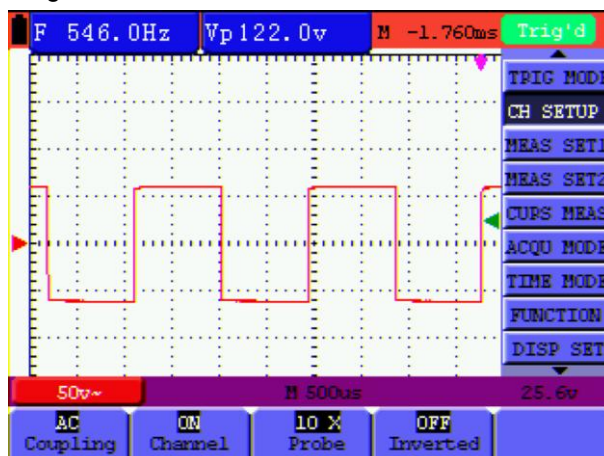 F 546.0Hz Vp122.0v M -1.760ms Trig'd
TRIG MODE
CH SETUP
MEAS SET1
MEAS SET2
CURS MEAS
ACQU MODE
TIME MODE
FUNCTION
DISP SET
50v~ M 500us 25.6v
AC ON 10 X OFF
Coupling Channel Probe Inverted